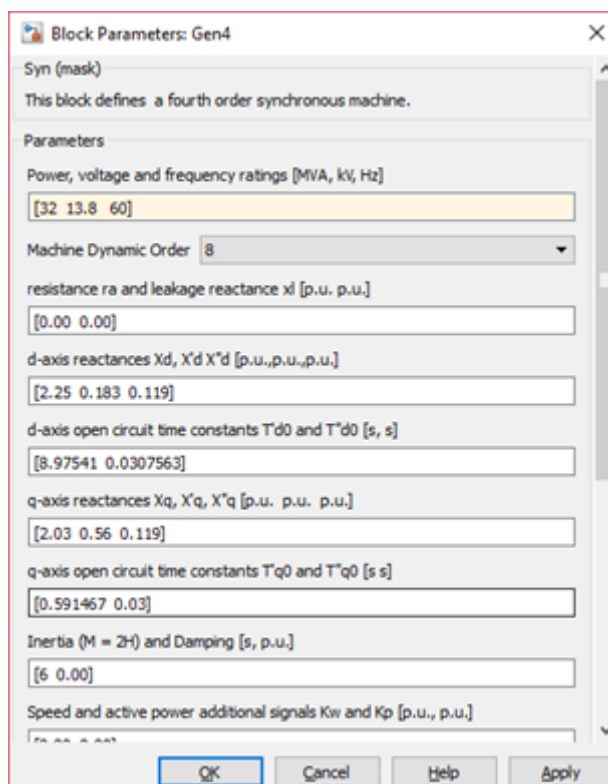 Block Parameters: Gen4
Syn (mask)
This block defines a fourth order synchronous machine.
Parameters
Power, voltage and frequency ratings [MVA, kV, Hz]
[32 13.8 60]
Machine Dynamic Order 8
resistance ra and leakage reactance xl [p.u. p.u.]
[0.00 0.00]
d-axis reactances Xd, X'd X"d [p.u.,p.u.,p.u.]
[2.25 0.183 0.119]
d-axis open circuit time constants T'd0 and T"d0 [s, s]
[8.97541 0.0307563]
q-axis reactances Xq, X'q, X"q [p.u. p.u. p.u.]
[2.03 0.56 0.119]
q-axis open circuit time constants T'q0 and T"q0 [s s]
[0.591467 0.03]
Inertia (M = 2H) and Damping [s, p.u.]
[6 0.00]
Speed and active power additional signals Kw and Kp [p.u., p.u.]
OK Cancel Help Apply